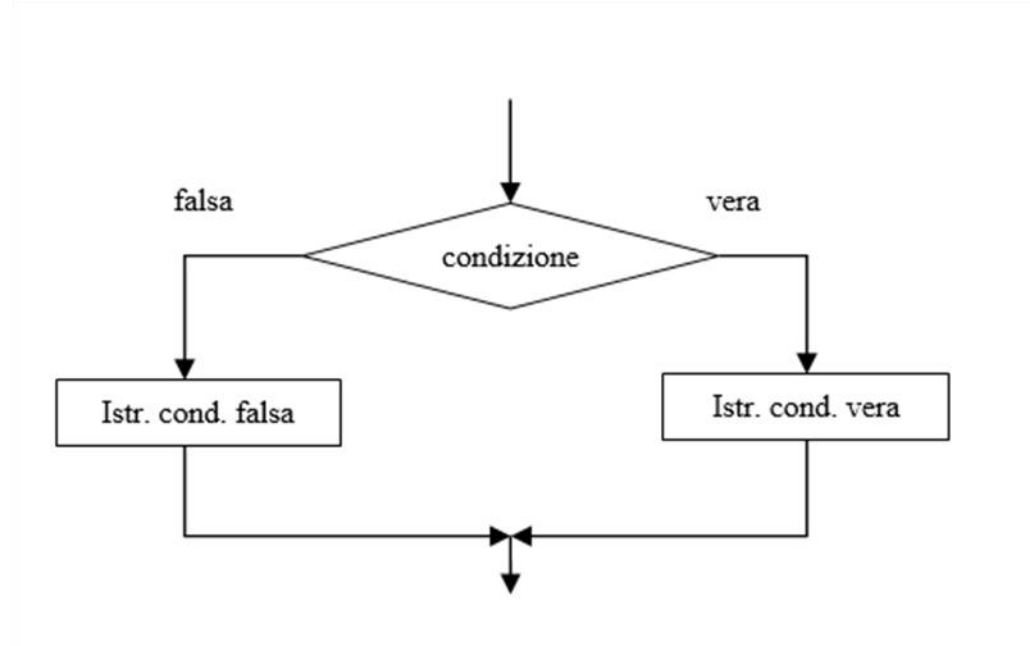 falsa
vera
condizione
Istr. cond. falsa
Istr. cond. vera